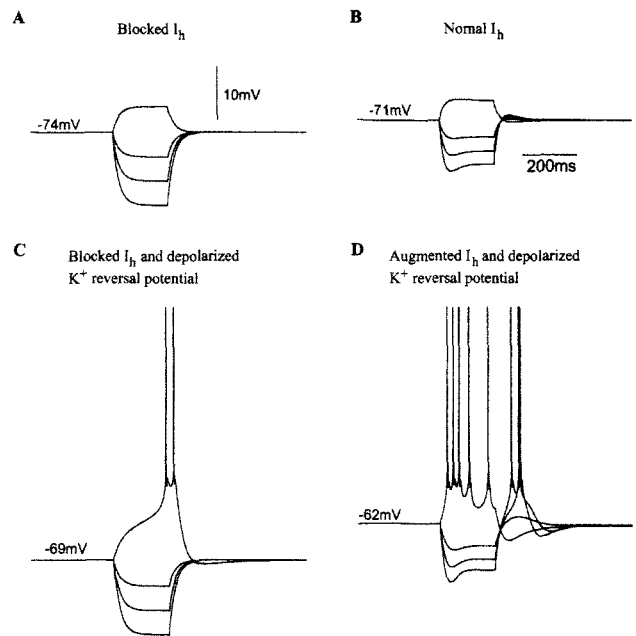 A
Blocked Ih
10mV
-74mV
B
Nomal Ih
-71mV
200ms
C
Blocked Ih and depolarized
K+ reversal potential
-69mV
D
Augmented Ih and depolarized
K+ reversal potential
-62mV